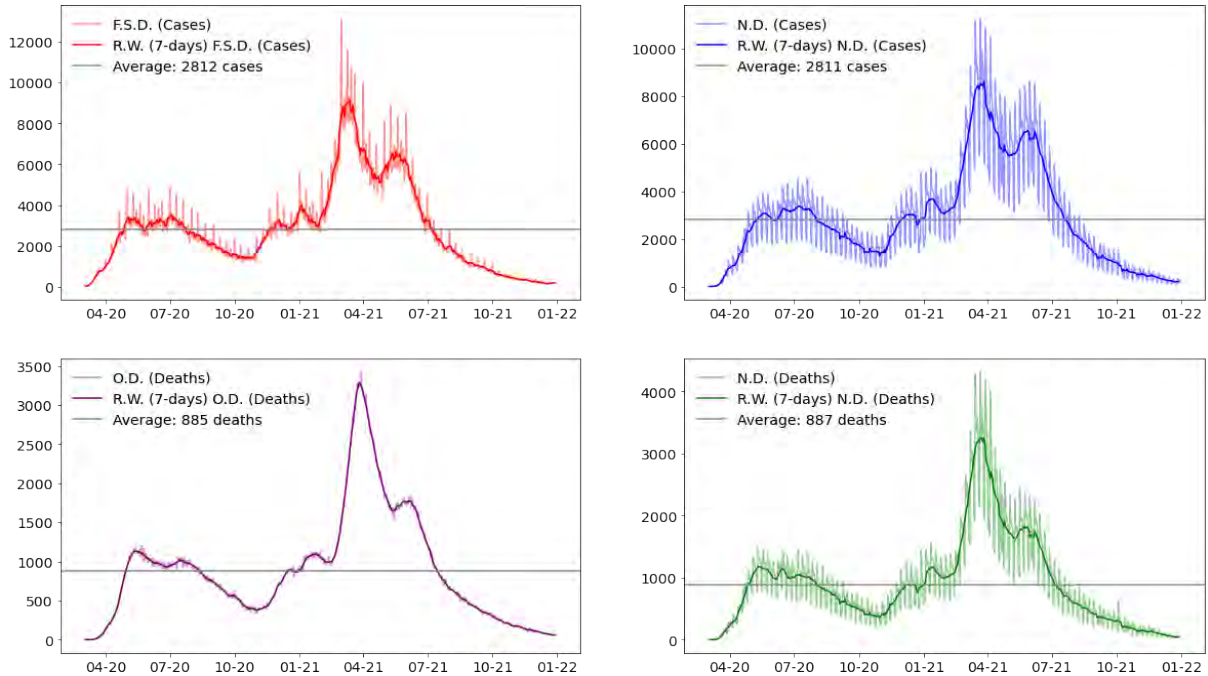 F.S.D. (Cases)
R.W. (7-days) F.S.D. (Cases)
Average: 2812 cases
12000
10000
8000
6000
4000
2000
0
04-20 07-20 10-20 01-21 04-21 07-21 10-21 01-22
N.D. (Cases)
R.W. (7-days) N.D. (Cases)
Average: 2811 cases
10000
8000
6000
4000
2000
0
04-20 07-20 10-20 01-21 04-21 07-21 10-21 01-22
O.D. (Deaths)
R.W. (7-days) O.D. (Deaths)
Average: 885 deaths
3500
3000
2500
2000
1500
1000
500
0
04-20 07-20 10-20 01-21 04-21 07-21 10-21 01-22
N.D. (Deaths)
R.W. (7-days) N.D. (Deaths)
Average: 887 deaths
4000
3000
2000
1000
0
04-20 07-20 10-20 01-21 04-21 07-21 10-21 01-22